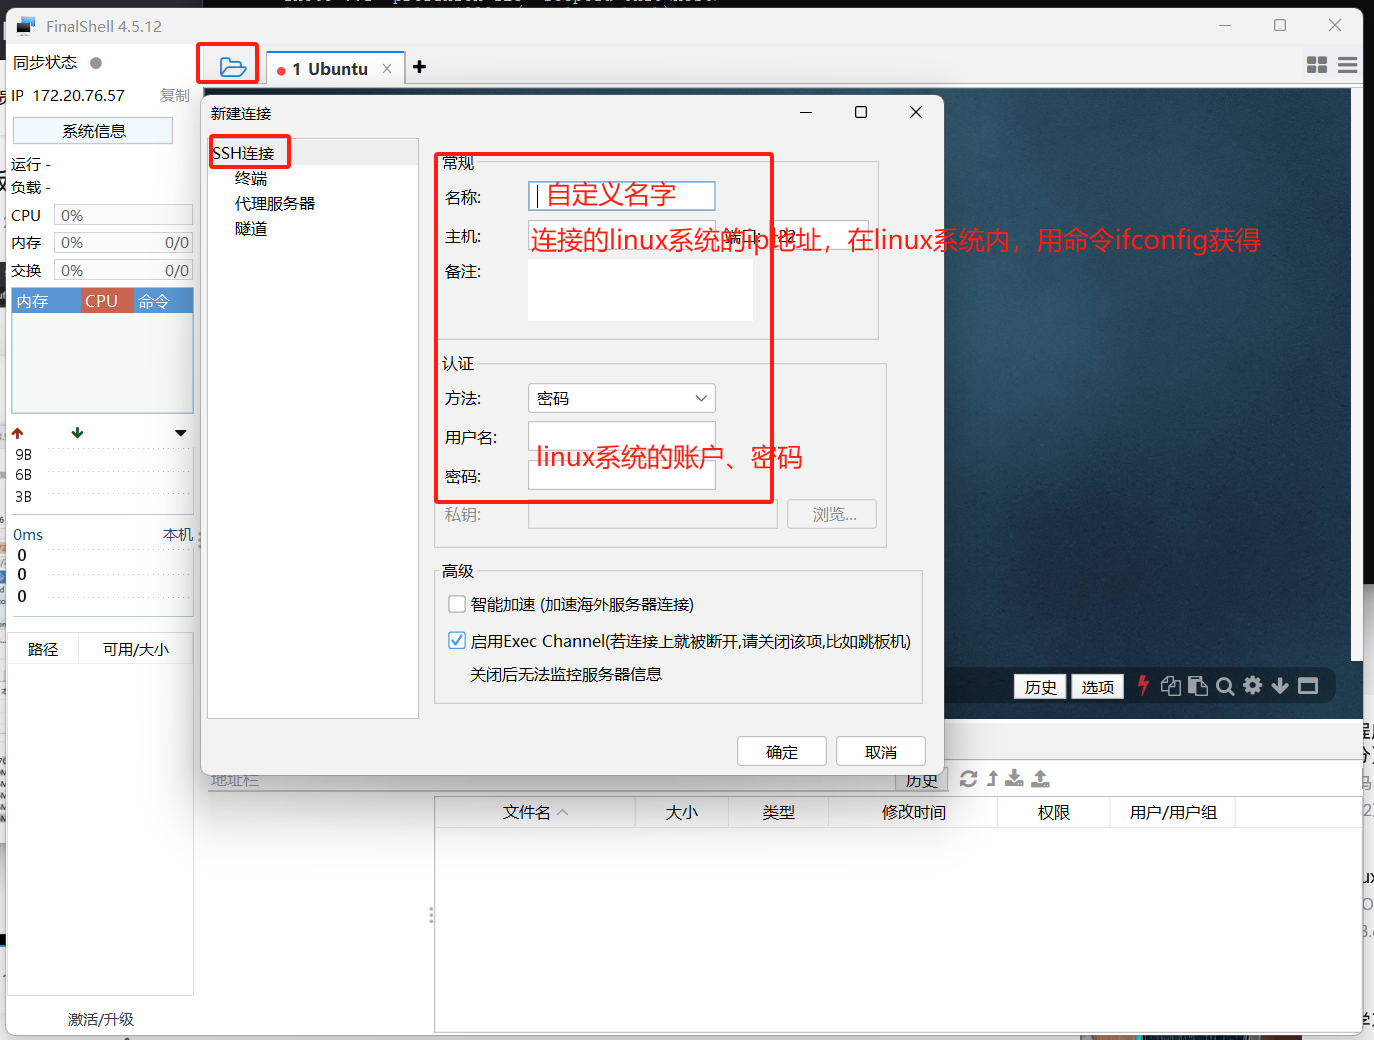 FinalShell 4.5.12
同步状态
1 Ubuntu
IP 172.20.76.57
复制
系统信息
运行 -
负载 -
CPU 0%
内存 0% 0/0
交换 0% 0/0
内存 CPU 命令
9B
6B
3B
0ms 本机
0
0
0
路径 可用/大小
激活/升级
新建连接
SSH连接
终端
代理服务器
隧道
常规
名称: 自定义名字
主机: 端口: 22
连接的linux系统的ip地址，在linux系统内，用命令ifconfig获得
备注:
认证
方法: 密码
用户名:
linux系统的账户、密码
密码:
私钥: 浏览...
高级
智能加速 (加速海外服务器连接)
启用Exec Channel(若连接上就被断开,请关闭该项,比如跳板机)
关闭后无法监控服务器信息
确定 取消
历史 选项
地址栏 历史
文件名 大小 类型 修改时间 权限 用户/用户组